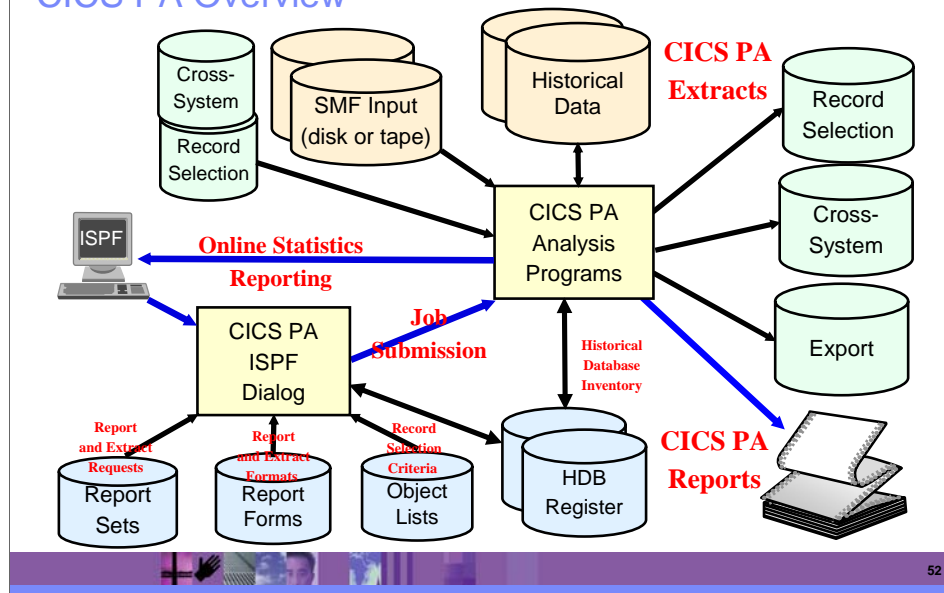 CICS PA Overview
Cross-
System
Record
Selection
SMF Input
(disk or tape)
Historical
Data
CICS PA
Extracts
Record
Selection
Cross-
System
Export
CICS PA
Analysis
Programs
ISPF
Online Statistics
Reporting
CICS PA
ISPF
Dialog
Job
Submission
Historical
Database
Inventory
Report
and Extract
Requests
Report
and Extract
Formats
Record
Selection
Criteria
Report
Sets
Report
Forms
Object
Lists
HDB
Register
CICS PA
Reports
52